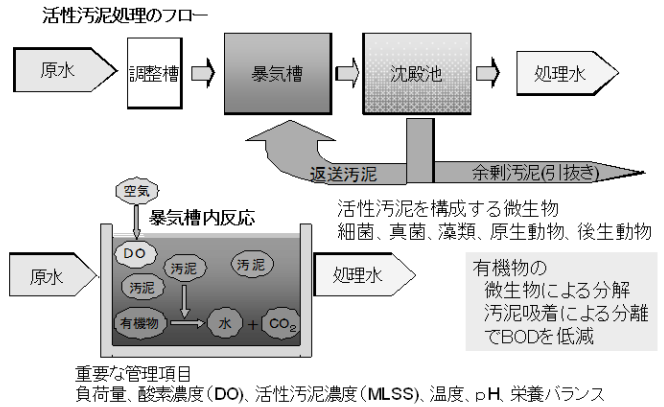 活性汚泥処理のフロー
原水
調整槽
暴気槽
沈殿池
処理水
返送汚泥
余剰汚泥(引抜き)
空気
暴気槽内反応
活性汚泥を構成する微生物
細菌、真菌、藻類、原生動物、後生動物
DO
汚泥
汚泥
汚泥
原水
処理水
有機物
水
+
CO2
有機物の
微生物による分解
汚泥吸着による分離
でBODを低減
重要な管理項目
負荷量、酸素濃度(DO)、活性汚泥濃度(MLSS)、温度、pH、栄養バランス